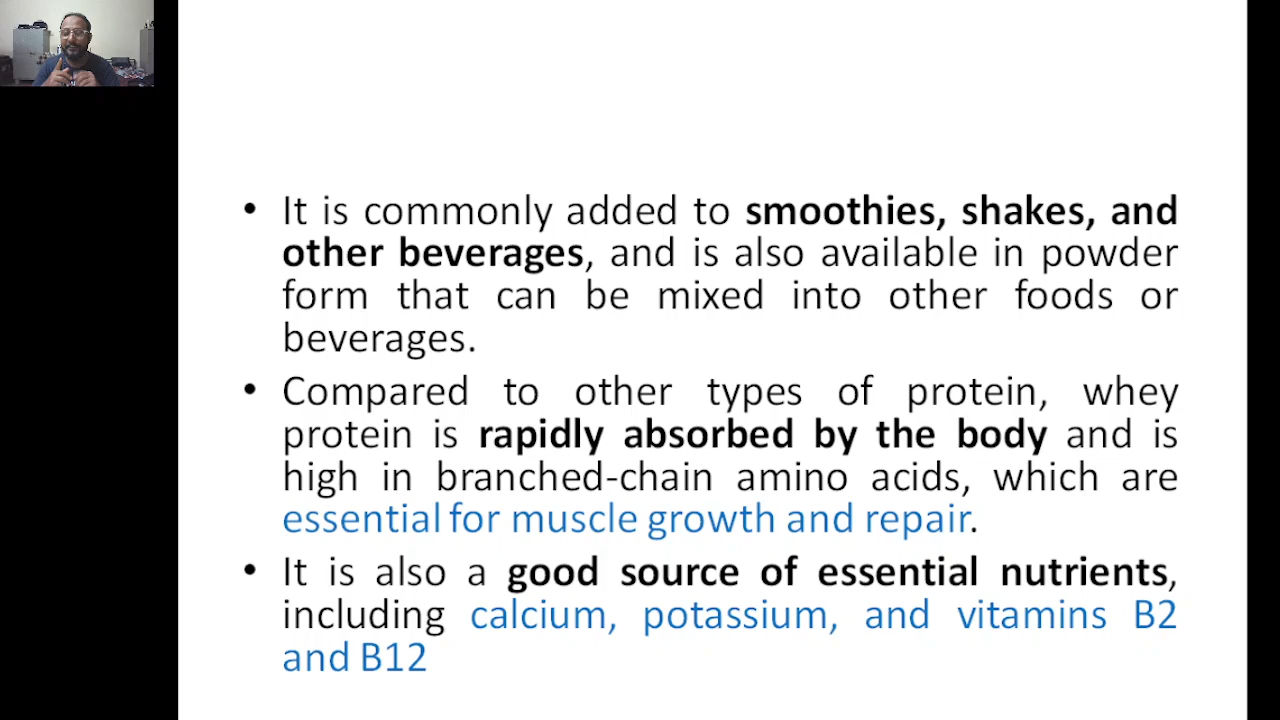 • It is commonly added to smoothies, shakes, and
other beverages, and is also available in powder
form that can be mixed into other foods or
beverages.
• Compared to other types of protein, whey
protein is rapidly absorbed by the body and is
high in branched-chain amino acids, which are
essential for muscle growth and repair.
• It is also a good source of essential nutrients,
including calcium, potassium, and vitamins B2
and B12